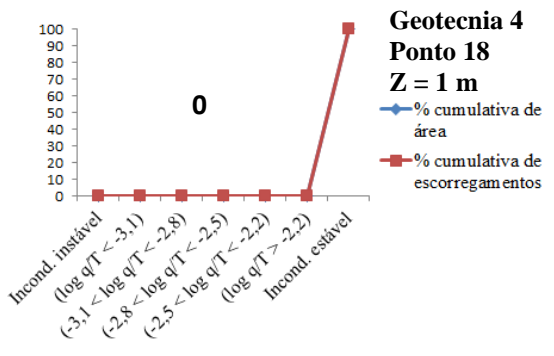 Geotecnia 4
Ponto 18
Z = 1 m
% cumulativa de
área
% cumulativa de
escorregamentos
0
100
90
80
70
60
50
40
30
20
10
0
Incond. instável
(log q/T < -3,1)
(-3,1 < log q/T < -2,8)
(-2,8 < log q/T < -2,5)
(-2,5 < log q/T < -2,2)
(log q/T > -2,2)
Incond. estável